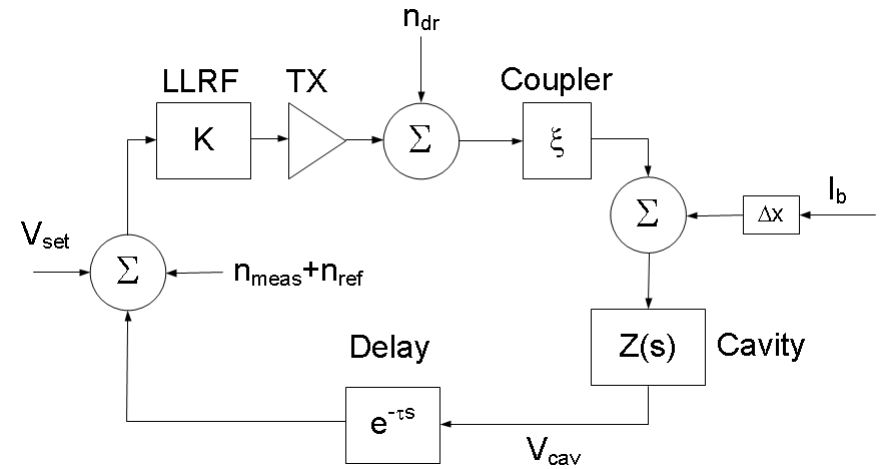 n_dr
LLRF TX Coupler
K Σ ξ
Σ Δx I_b
V_set
Σ n_meas+n_ref
Delay Z(s) Cavity
e^-τs
V_cav